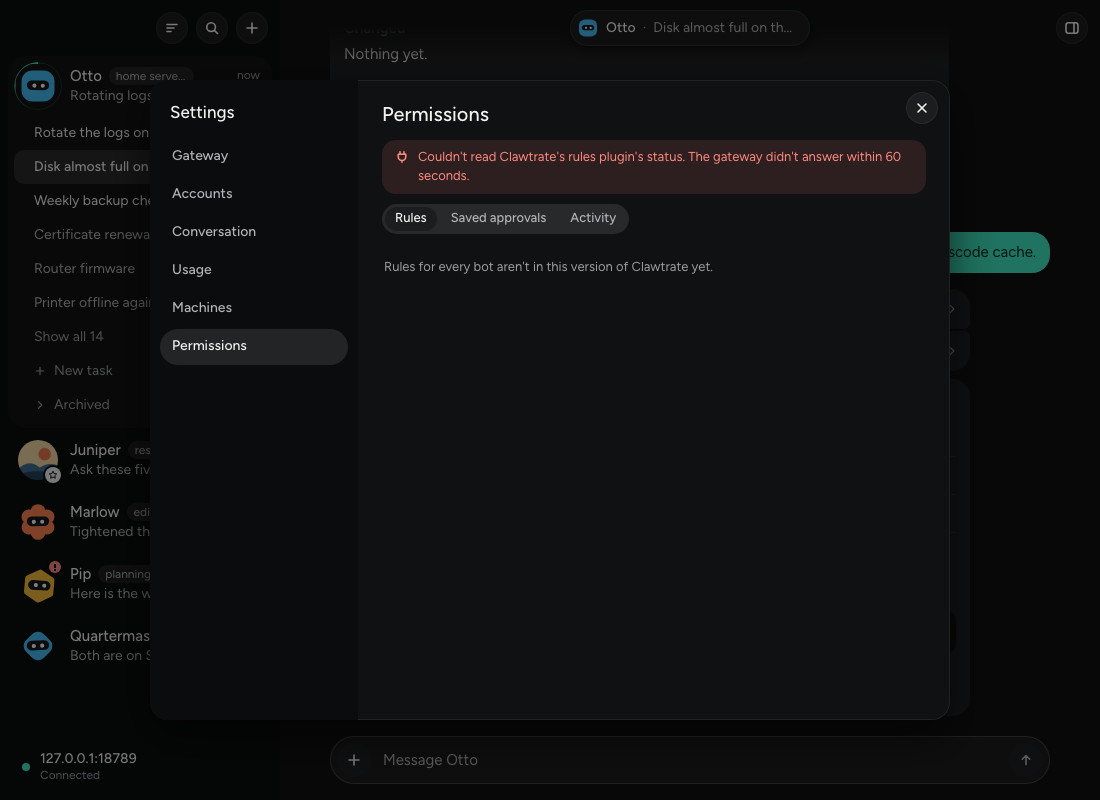 Otto · Disk almost full on th...
Nothing yet.
Otto home serve... now
Rotating logs
Rotate the logs on
Disk almost full on
Weekly backup che
Certificate renewa
Router firmware
Printer offline again
Show all 14
New task
Archived
Juniper res
Ask these fiv
Marlow edi
Tightened th
Pip planning
Here is the w
Quartermas
Both are on S
127.0.0.1:18789
Connected
Settings
Gateway
Accounts
Conversation
Usage
Machines
Permissions
Permissions
Couldn't read Clawtrate's rules plugin's status. The gateway didn't answer within 60
seconds.
Rules Saved approvals Activity
Rules for every bot aren't in this version of Clawtrate yet.
scode cache.
Message Otto